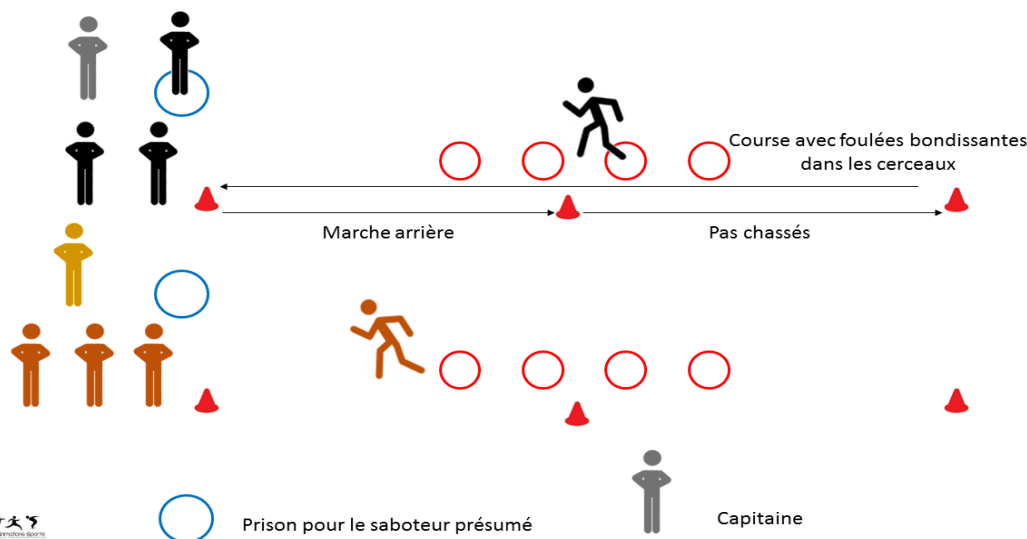 Course avec foulées bondissantes
dans les cerceaux
Marche arrière
Pas chassés
Prison pour le saboteur présumé
Capitaine